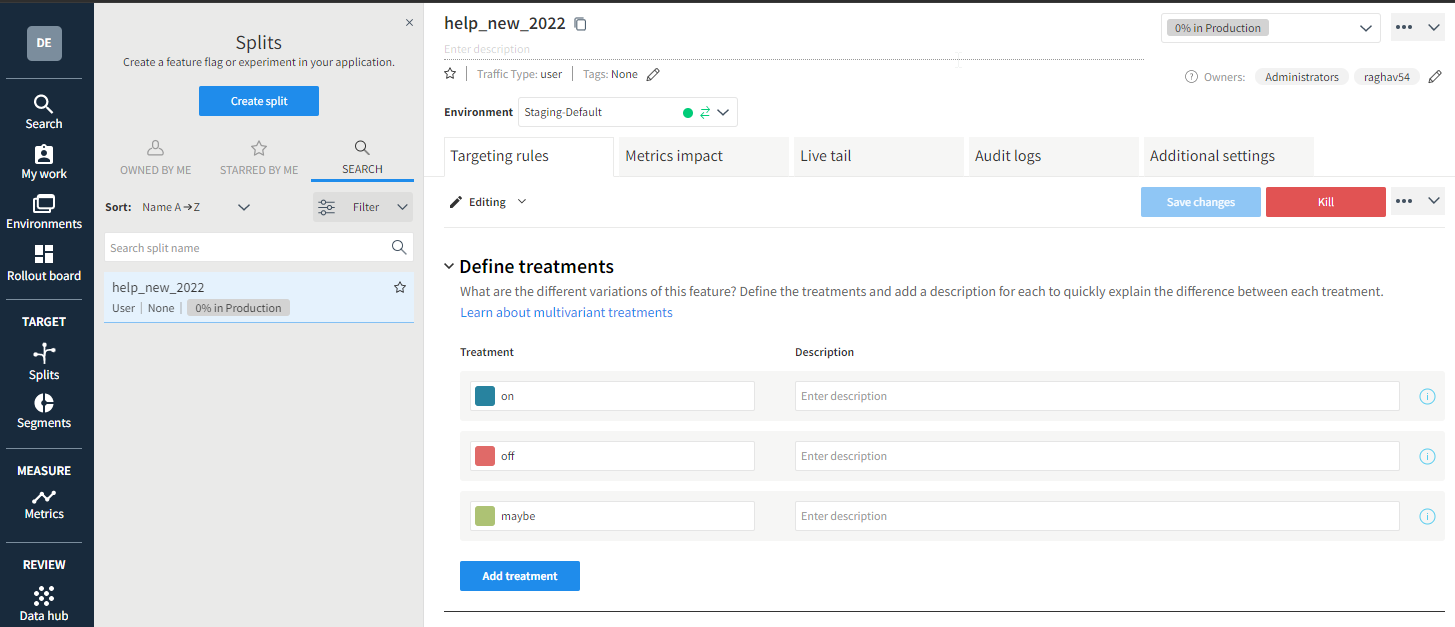 DE
Search
My work
Environments
Rollout board
TARGET
Splits
Segments
MEASURE
Metrics
REVIEW
Data hub
Splits
Create a feature flag or experiment in your application.
Create split
OWNED BY ME
STARRED BY ME
SEARCH
Sort: Name A→Z
Filter
Search split name
help_new_2022
User | None | 0% in Production
help_new_2022
Enter description
Traffic Type: user
Tags: None
0% in Production
Owners: Administrators raghav54
Environment Staging-Default
Targeting rules
Metrics impact
Live tail
Audit logs
Additional settings
Editing
Save changes
Kill
Define treatments
What are the different variations of this feature? Define the treatments and add a description for each to quickly explain the difference between each treatment.
Learn about multivariant treatments
Treatment Description
on Enter description
off Enter description
maybe Enter description
Add treatment